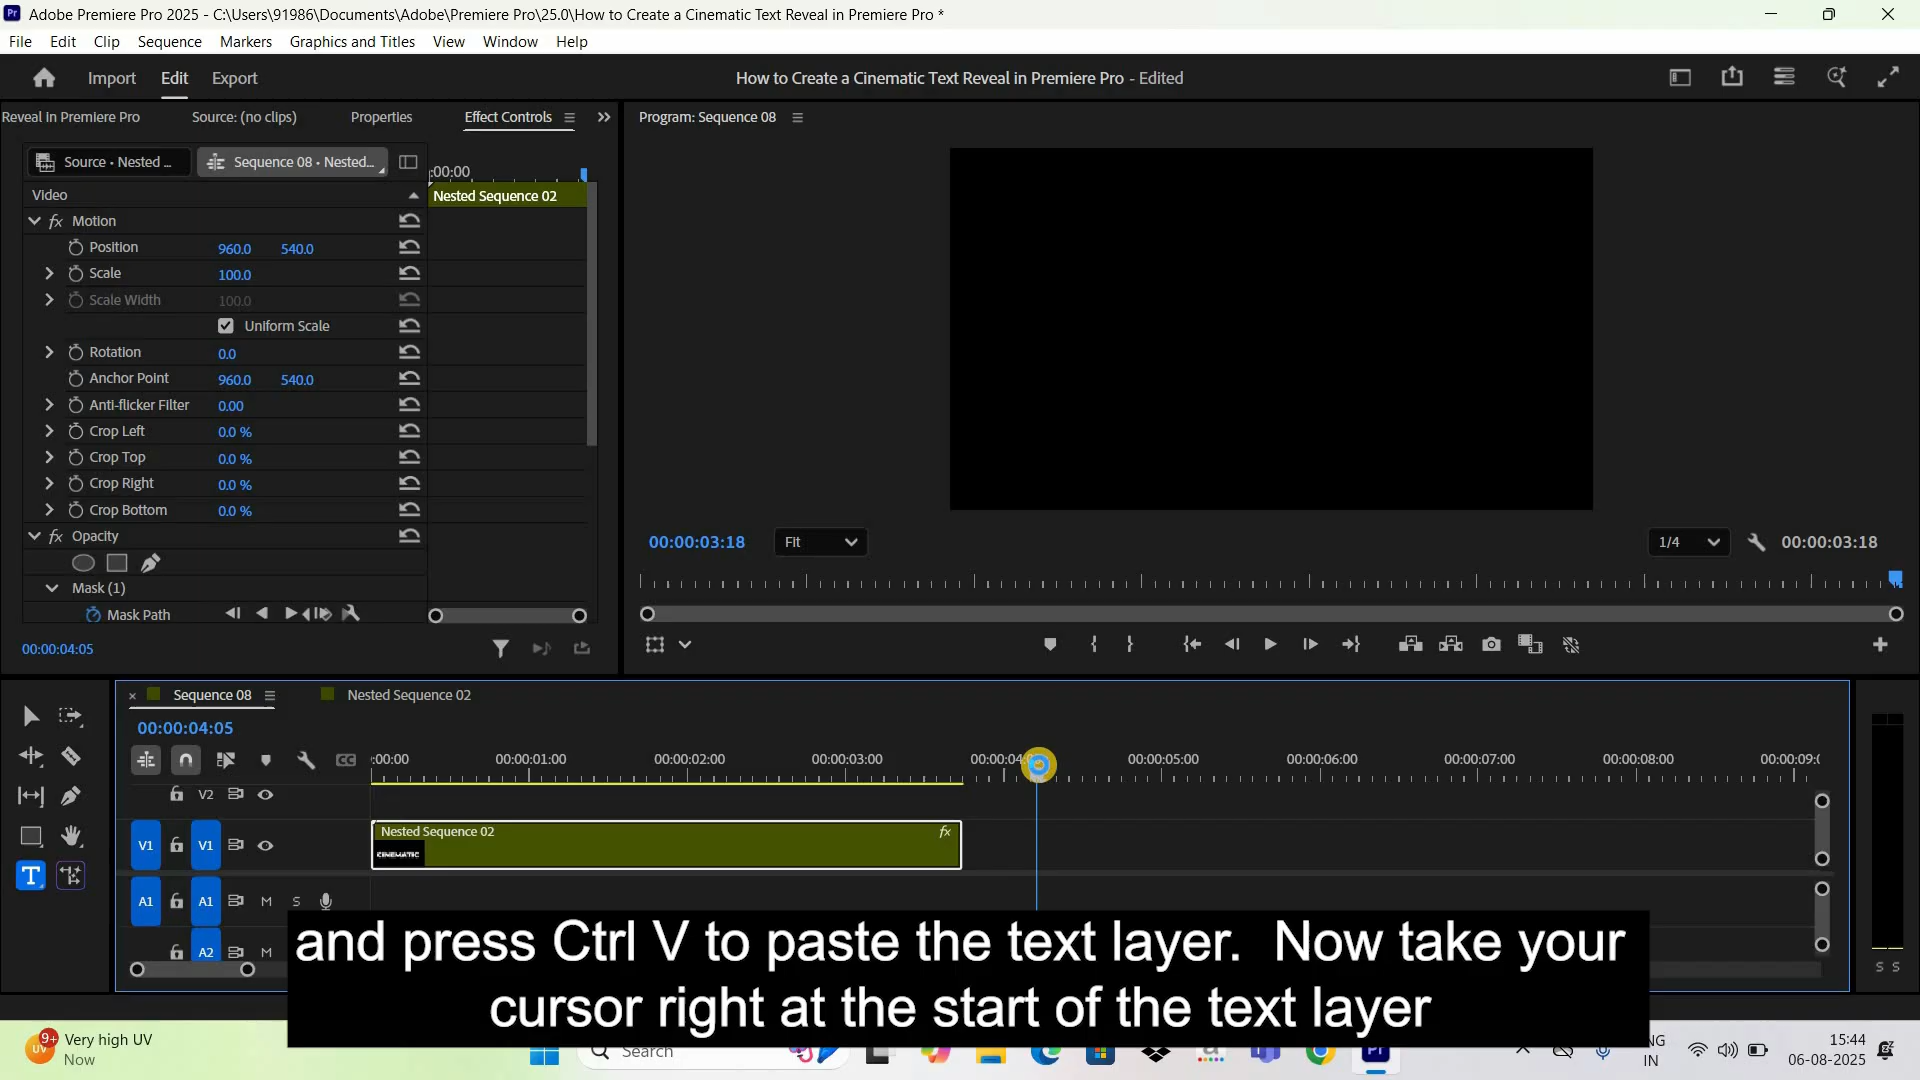 Adobe Premiere Pro 2025 - C:\Users\91986\Documents\Adobe\Premiere Pro\25.0\How to Create a Cinematic Text Reveal in Premiere Pro *
File Edit Clip Sequence Markers Graphics and Titles View Window Help
Import Edit Export
How to Create a Cinematic Text Reveal in Premiere Pro - Edited
Reveal in Premiere Pro Source: (no clips) Properties Effect Controls
Program: Sequence 08
Source • Nested ... Sequence 08 • Nested...
:00:00
Video
Nested Sequence 02
fx Motion
Position 960.0 540.0
Scale 100.0
Scale Width 100.0
Uniform Scale
Rotation 0.0
Anchor Point 960.0 540.0
Anti-flicker Filter 0.00
Crop Left 0.0 %
Crop Top 0.0 %
Crop Right 0.0 %
Crop Bottom 0.0 %
fx Opacity
Mask (1)
Mask Path
00:00:04:05
00:00:03:18 Fit 1/4 00:00:03:18
Sequence 08 Nested Sequence 02
00:00:04:05
:00:00 00:00:01:00 00:00:02:00 00:00:03:00 00:00:04: 00:00:05:00 00:00:06:00 00:00:07:00 00:00:08:00 00:00:09:0
V2
Nested Sequence 02 fx
CINEMATIC
V1 V1
A1 A1 M S
A2 M
S S
and press Ctrl V to paste the text layer. Now take your
cursor right at the start of the text layer
9+ Very high UV
Now
Search
NG
IN
15:44
06-08-2025